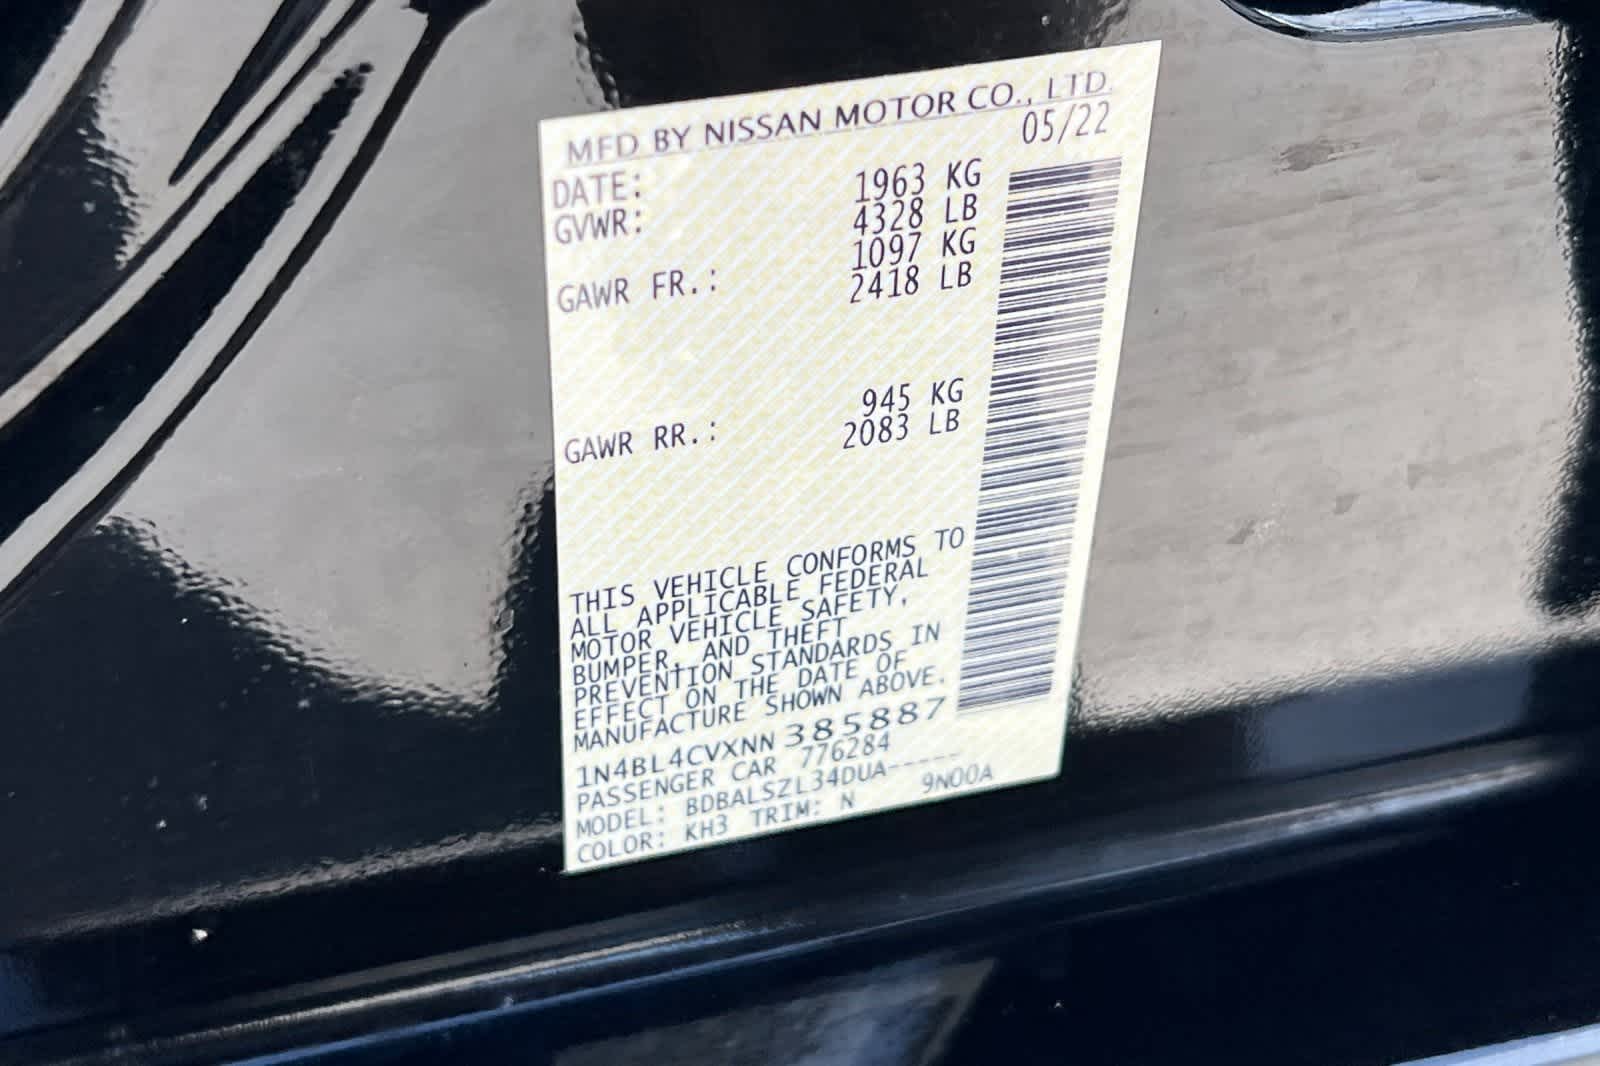 MFD BY NISSAN MOTOR CO., LTD.
DATE: 05/22
GVWR: 1963 KG
4328 LB
GAWR FR.: 1097 KG
2418 LB
GAWR RR.: 945 KG
2083 LB
THIS VEHICLE CONFORMS TO
ALL APPLICABLE FEDERAL
MOTOR VEHICLE SAFETY,
BUMPER, AND THEFT
PREVENTION STANDARDS IN
EFFECT ON THE DATE OF
MANUFACTURE SHOWN ABOVE.
1N4BL4CVXNN385887
PASSENGER CAR 776284
MODEL: BDBALSZL34DUA-----
COLOR: KH3 TRIM: N 9N00A